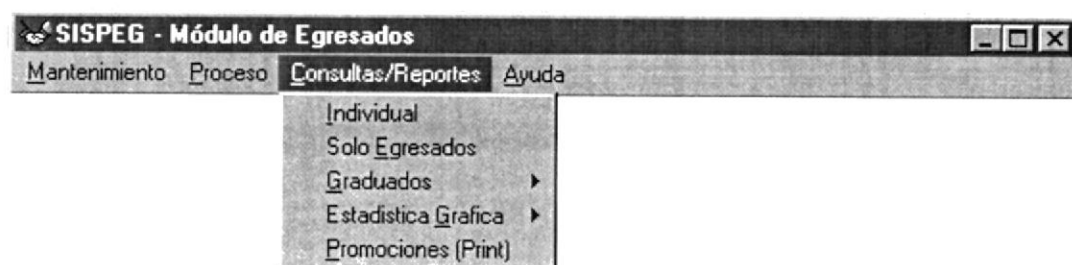 SISPEG - Módulo de Egresados
Mantenimiento Proceso Consultas/Reportes Ayuda
Individual
Solo Egresados
Graduados
Estadistica Grafica
Promociones (Print)